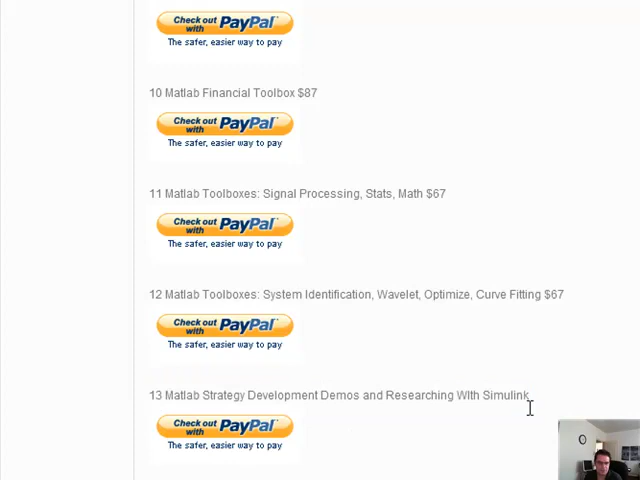 Check out with PayPal
The safer, easier way to pay
10 Matlab Financial Toolbox $87
Check out with PayPal
The safer, easier way to pay
11 Matlab Toolboxes: Signal Processing, Stats, Math $67
Check out with PayPal
The safer, easier way to pay
12 Matlab Toolboxes: System Identification, Wavelet, Optimize, Curve Fitting $67
Check out with PayPal
The safer, easier way to pay
13 Matlab Strategy Development Demos and Researching WIth Simulink
Check out with PayPal
The safer, easier way to pay